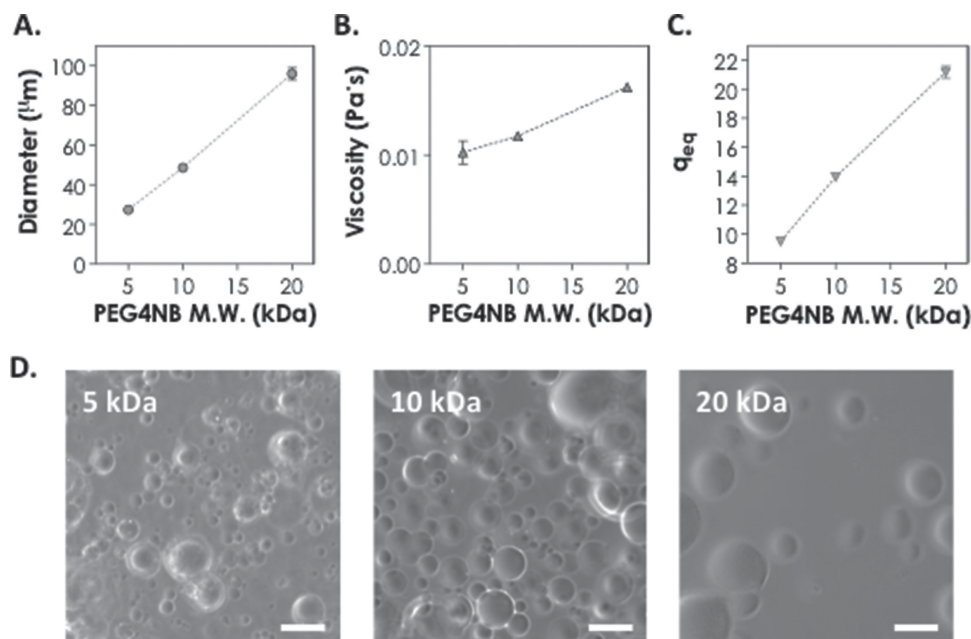 A.
Diameter (µm)
100
80
60
40
20
0
5 10 15 20
PEG4NB M.W. (kDa)
B.
Viscosity (Pa·s)
0.02
0.01
0.00
5 10 15 20
PEG4NB M.W. (kDa)
C.
qeq
22
20
18
16
14
12
10
8
5 10 15 20
PEG4NB M.W. (kDa)
D.
5 kDa
10 kDa
20 kDa